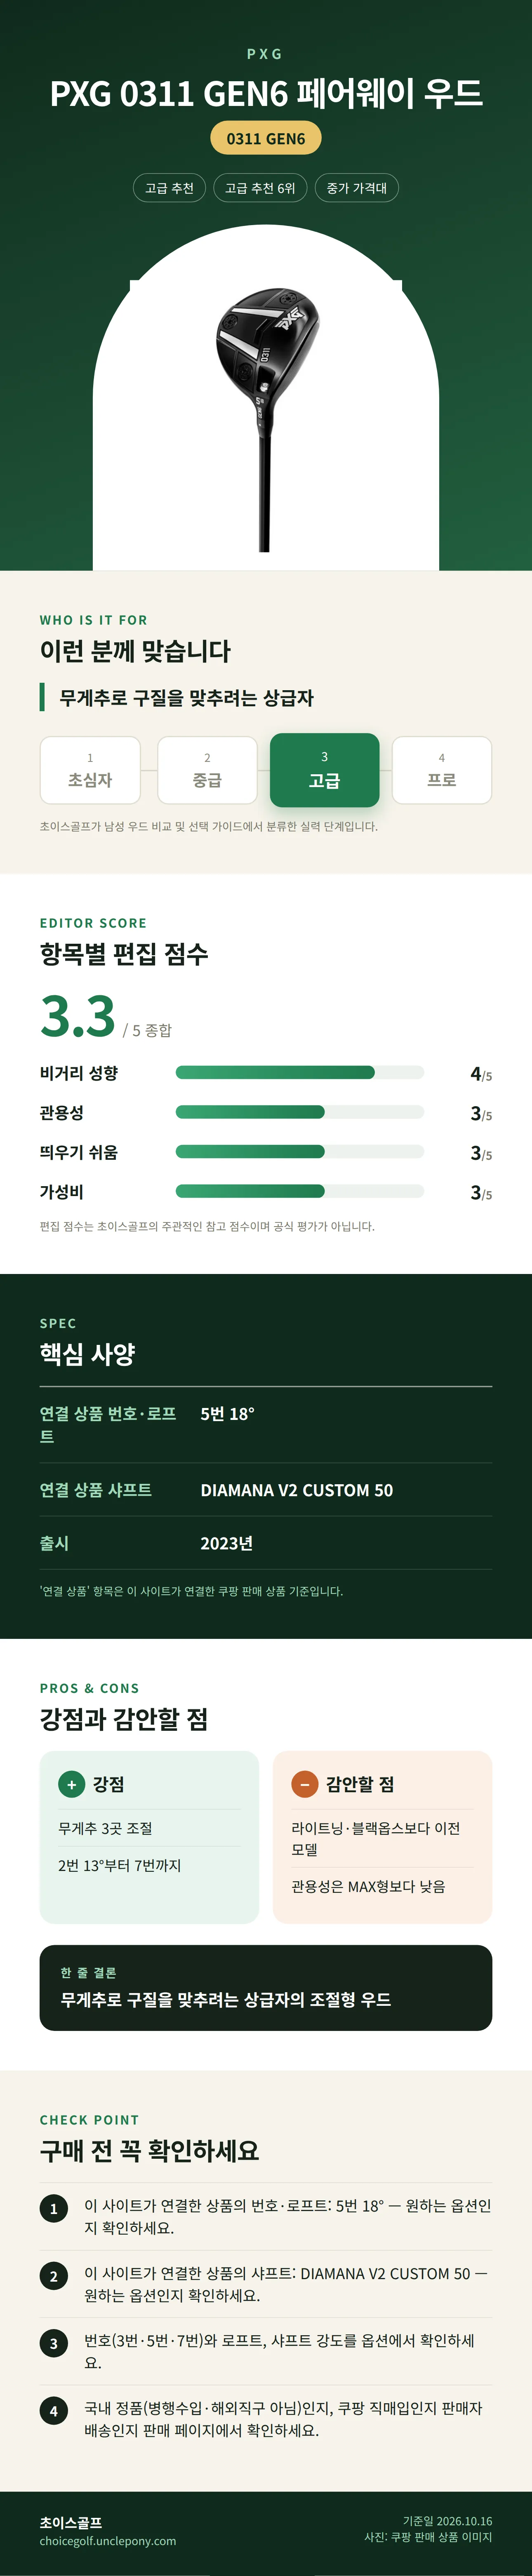 PXG
PXG 0311 GEN6 페어웨이 우드
0311 GEN6
고급 추천
고급 추천 6위
중가 가격대
PXG
0311
5
WHO IS IT FOR
이런 분께 맞습니다
무게추로 구질을 맞추려는 상급자
1
초심자
2
중급
3
고급
4
프로
초이스골프가 남성 우드 비교 및 선택 가이드에서 분류한 실력 단계입니다.
EDITOR SCORE
항목별 편집 점수
3.3 / 5 종합
비거리 성향 4/5
관용성 3/5
띄우기 쉬움 3/5
가성비 3/5
편집 점수는 초이스골프의 주관적인 참고 점수이며 공식 평가가 아닙니다.
SPEC
핵심 사양
연결 상품 번호·로프 5번 18°
트
연결 상품 샤프트 DIAMANA V2 CUSTOM 50
출시 2023년
'연결 상품' 항목은 이 사이트가 연결한 쿠팡 판매 상품 기준입니다.
PROS & CONS
강점과 감안할 점
+ 강점
무게추 3곳 조절
2번 13°부터 7번까지
− 감안할 점
라이트닝·블랙옵스보다 이전
모델
관용성은 MAX형보다 낮음
한 줄 결론
무게추로 구질을 맞추려는 상급자의 조절형 우드
CHECK POINT
구매 전 꼭 확인하세요
1 이 사이트가 연결한 상품의 번호·로프트: 5번 18° — 원하는 옵션인
지 확인하세요.
2 이 사이트가 연결한 상품의 샤프트: DIAMANA V2 CUSTOM 50 —
원하는 옵션인지 확인하세요.
3 번호(3번·5번·7번)와 로프트, 샤프트 강도를 옵션에서 확인하세
요.
4 국내 정품(병행수입·해외직구 아님)인지, 쿠팡 직매입인지 판매자
배송인지 판매 페이지에서 확인하세요.
초이스골프
choicegolf.unclepony.com
기준일 2026.10.16
사진: 쿠팡 판매 상품 이미지